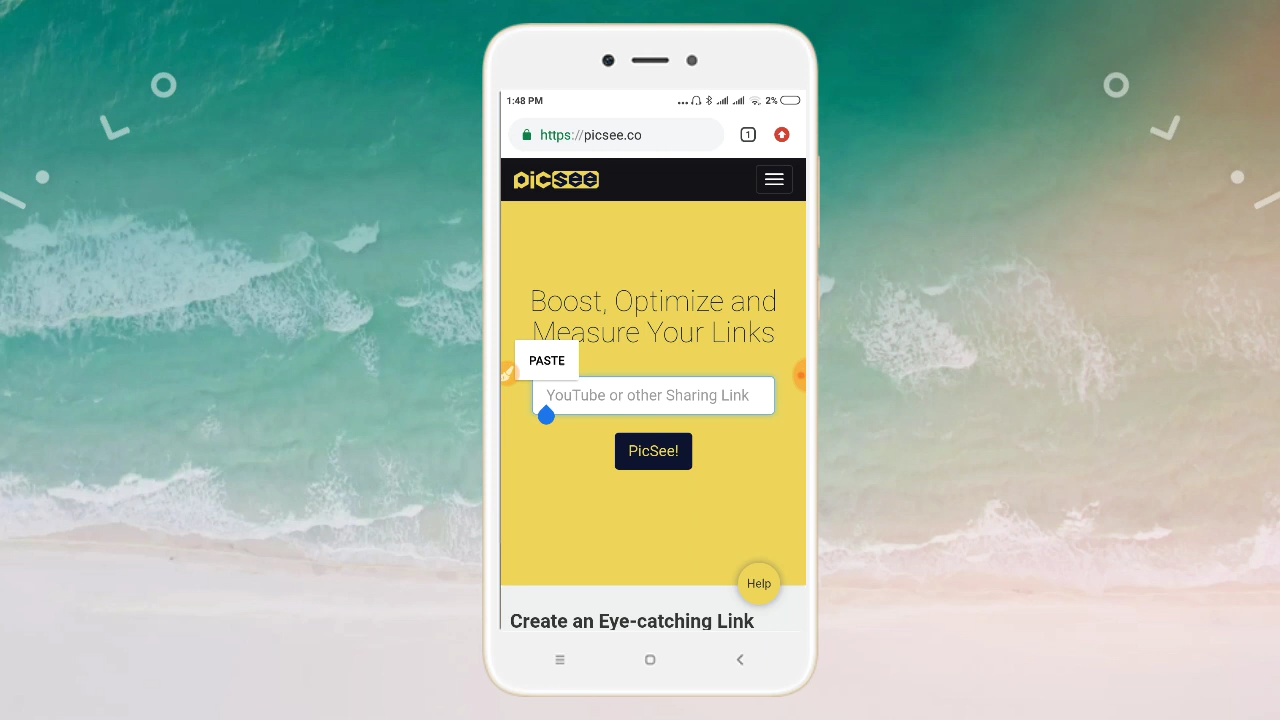 1:48 PM
2%
https://picsee.co
1
picsee
Boost, Optimize and
Measure Your Links
PASTE
YouTube or other Sharing Link
PicSee!
Help
Create an Eye-catching Link